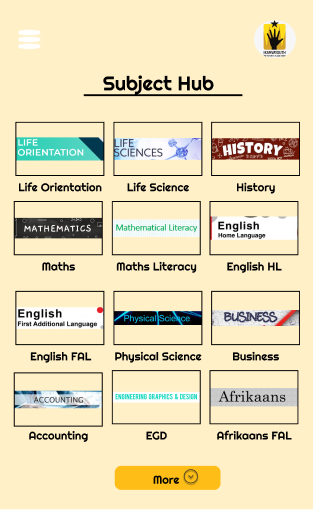 Subject Hub
LIFE
ORIENTATION
LIFE
SCIENCES
HISTORY
Life Orientation
Life Science
History
MATHEMATICS
Mathematical Literacy
English
Home Language
Maths
Maths Literacy
English HL
English
First Additional Language
Physical Science
BUSINESS
English FAL
Physical Science
Business
ACCOUNTING
ENGINEERING GRAPHICS & DESIGN
Afrikaans
Accounting
EGD
Afrikaans FAL
More